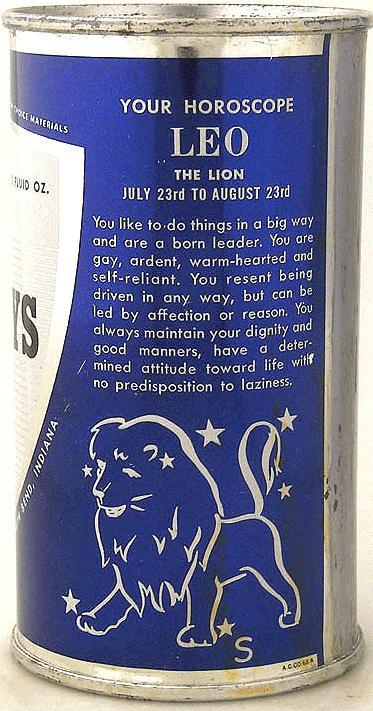 CHOICE MATERIALS
FLUID OZ.
YS
BEND, INDIANA
YOUR HOROSCOPE
LEO
THE LION
JULY 23rd TO AUGUST 23rd
You like to do things in a big way
and are a born leader. You are
gay, ardent, warm-hearted and
self-reliant. You resent being
driven in any way, but can be
led by affection or reason. You
always maintain your dignity and
good manners, have a deter-
mined attitude toward life with
no predisposition to laziness.
S